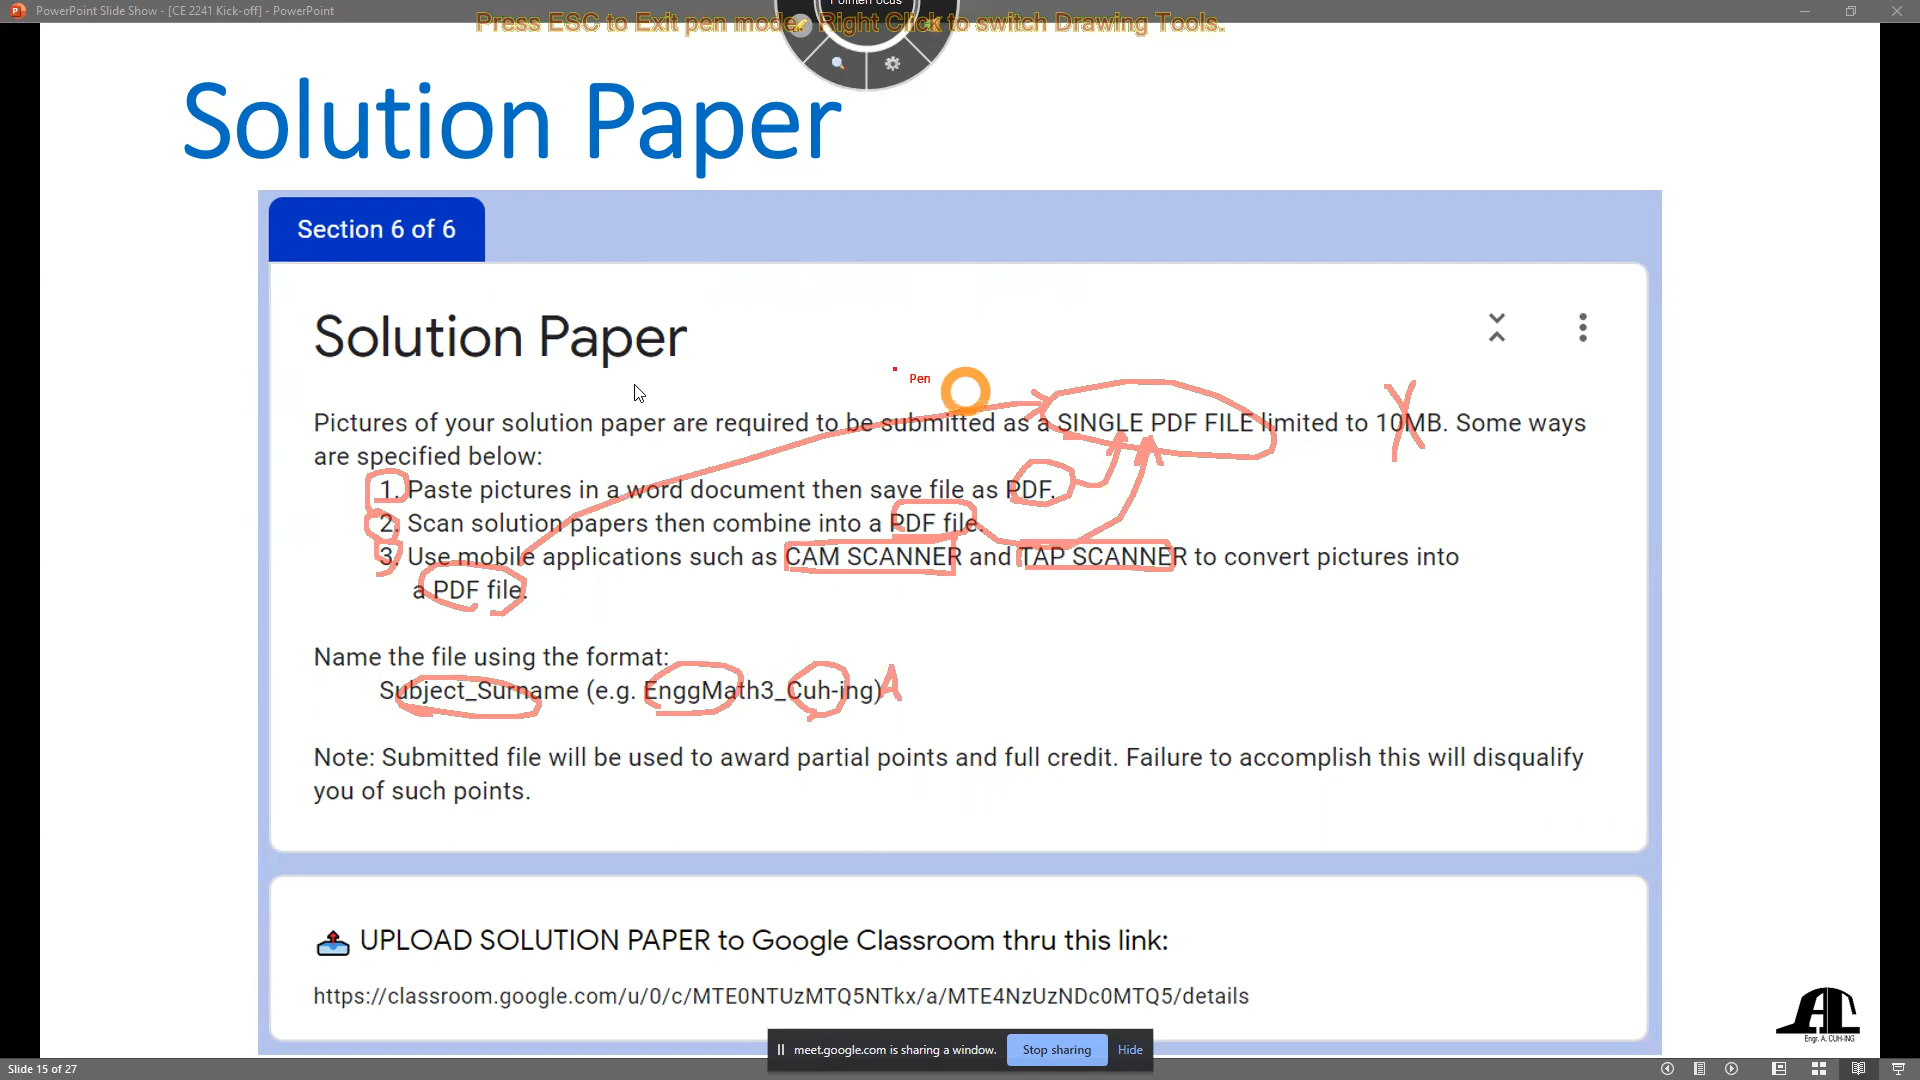 PowerPoint Slide Show - [CE 2241 Kick-off] - PowerPoint
Press ESC to Exit pen mode, Right Click to switch Drawing Tools.
Solution Paper
Section 6 of 6
Solution Paper
Pen
Pictures of your solution paper are required to be submitted as a SINGLE PDF FILE limited to 10MB. Some ways
are specified below:
1. Paste pictures in a word document then save file as PDF.
2. Scan solution papers then combine into a PDF file.
3. Use mobile applications such as CAM SCANNER and TAP SCANNER to convert pictures into
a PDF file.
Name the file using the format:
Subject_Surname (e.g. EnggMath3_Cuh-ing) A
Note: Submitted file will be used to award partial points and full credit. Failure to accomplish this will disqualify
you of such points.
UPLOAD SOLUTION PAPER to Google Classroom thru this link:
https://classroom.google.com/u/0/c/MTE0NTUzMTQ5NTkx/a/MTE4NzUzNDc0MTQ5/details
Engr. A. CUH-ING
meet.google.com is sharing a window. Stop sharing Hide
Slide 15 of 27